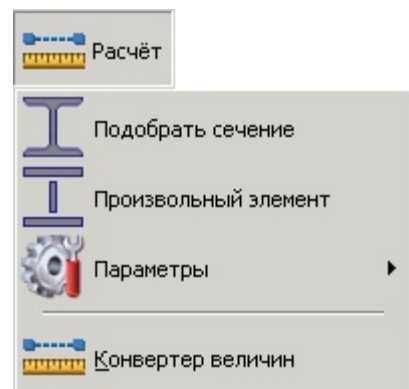 Расчёт
Подобрать сечение
Произвольный элемент
Параметры
Конвертер величин